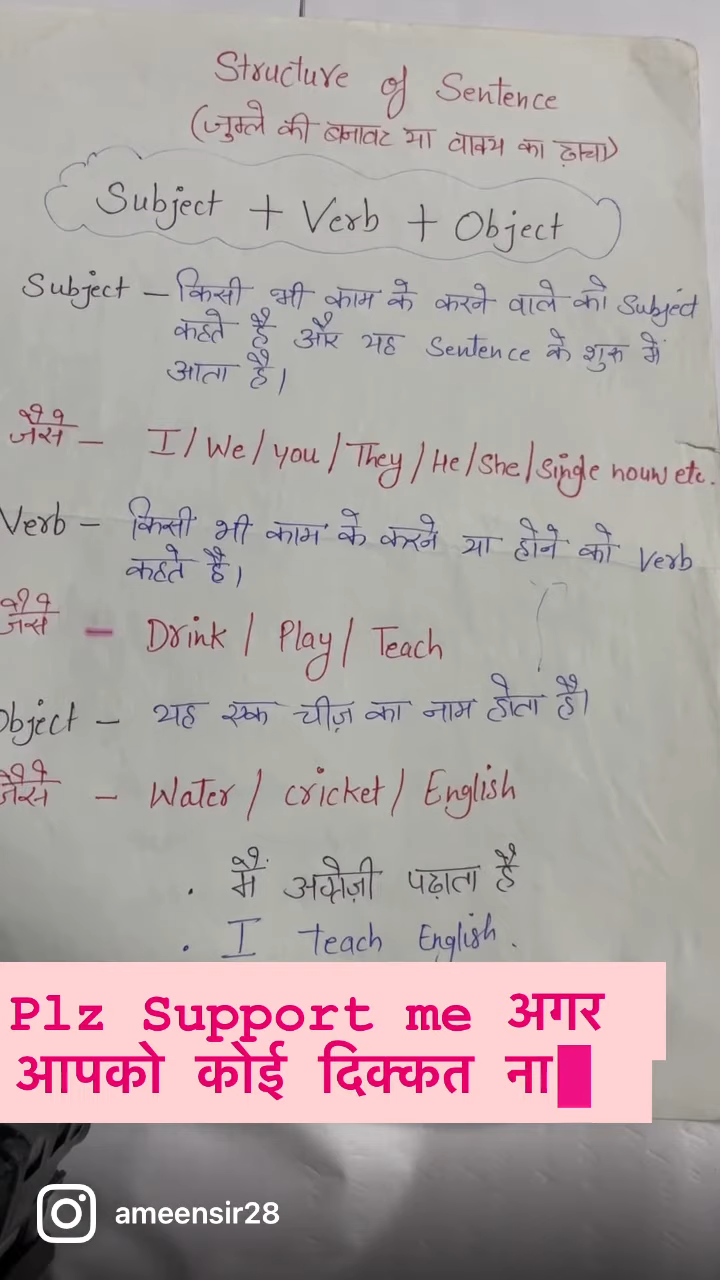 Structure of Sentence
(जुम्ले की बनावट या वाक्य का ढ़ाचा)
Subject + Verb + Object
Subject – किसी भी काम के करने वाले को Subject
कहते है और यह Sentence के शुरु में
आता है।
जैसे – I / We / you / They / He / She / Single noun etc.
Verb – किसी भी काम के करने या होने को Verb
कहते है।
जैसे – Drink / Play / Teach
Object – यह एक चीज़ का नाम होता है।
जैसे – Water / cricket / English
. मैं अंग्रेज़ी पढ़ाता है
. I teach English.
Plz Support me अगर
आपको कोई दिक्कत ना
ameensir28